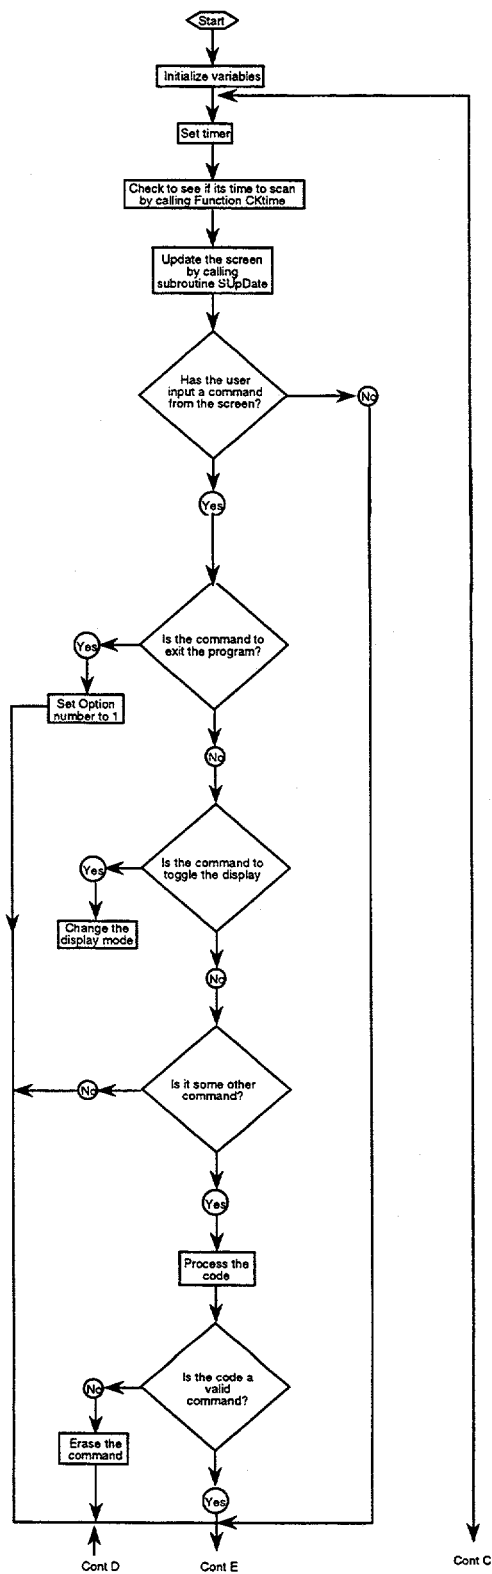 Start
Initialize variables
Set timer
Check to see if its time to scan
by calling Function CKtime
Update the screen
by calling
subroutine SUpDate
Has the user
input a command
from the screen?
No
Yes
Is the command to
exit the program?
Yes
Set Option
number to 1
No
Is the command to
toggle the display
Yes
Change the
display mode
No
Is it some other
command?
No
Yes
Process the
code
Is the code a
valid
command?
No
Erase the
command
Yes
Cont D
Cont E
Cont C